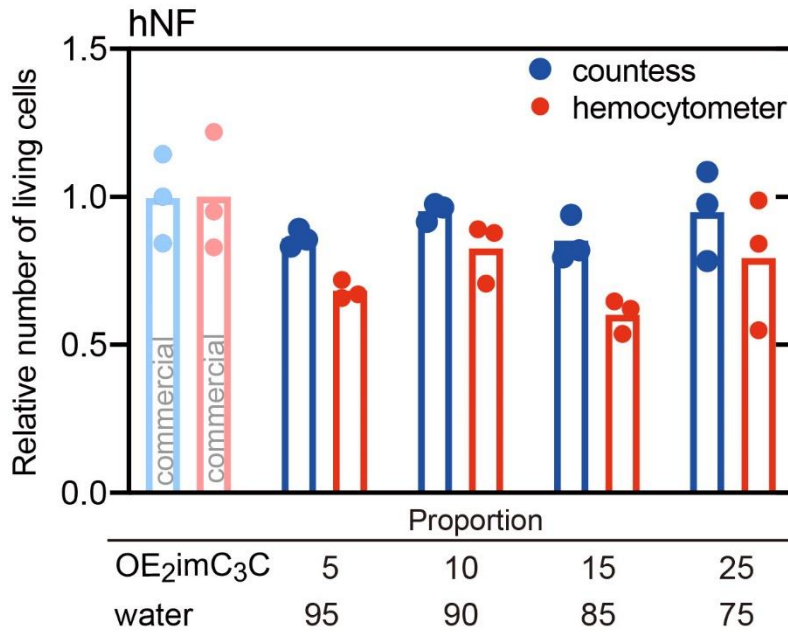 hNF
Relative number of living cells
1.5
1.0
0.5
0.0
countess
hemocytometer
commercial
commercial
Proportion
OE₂imC₃C 5 10 15 25
water 95 90 85 75